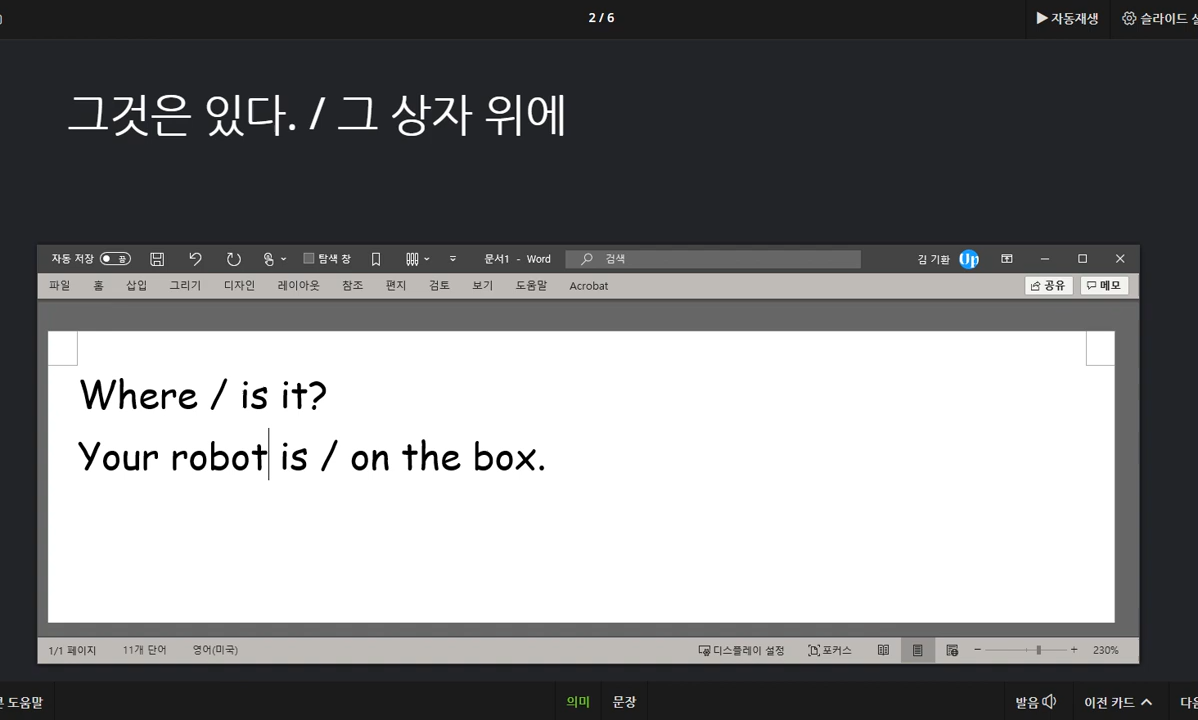 2 / 6
▶ 자동재생
슬라이드
그것은 있다. / 그 상자 위에
자동 저장
끔
탐색 창
문서1 - Word
검색
김 기환
Up
파일 홈 삽입 그리기 디자인 레이아웃 참조 편지 검토 보기 도움말 Acrobat
공유 메모
Where / is it?
Your robot is / on the box.
1/1 페이지 11개 단어 영어(미국)
디스플레이 설정 포커스
− + 230%
도움말
의미 문장
발음
이전 카드